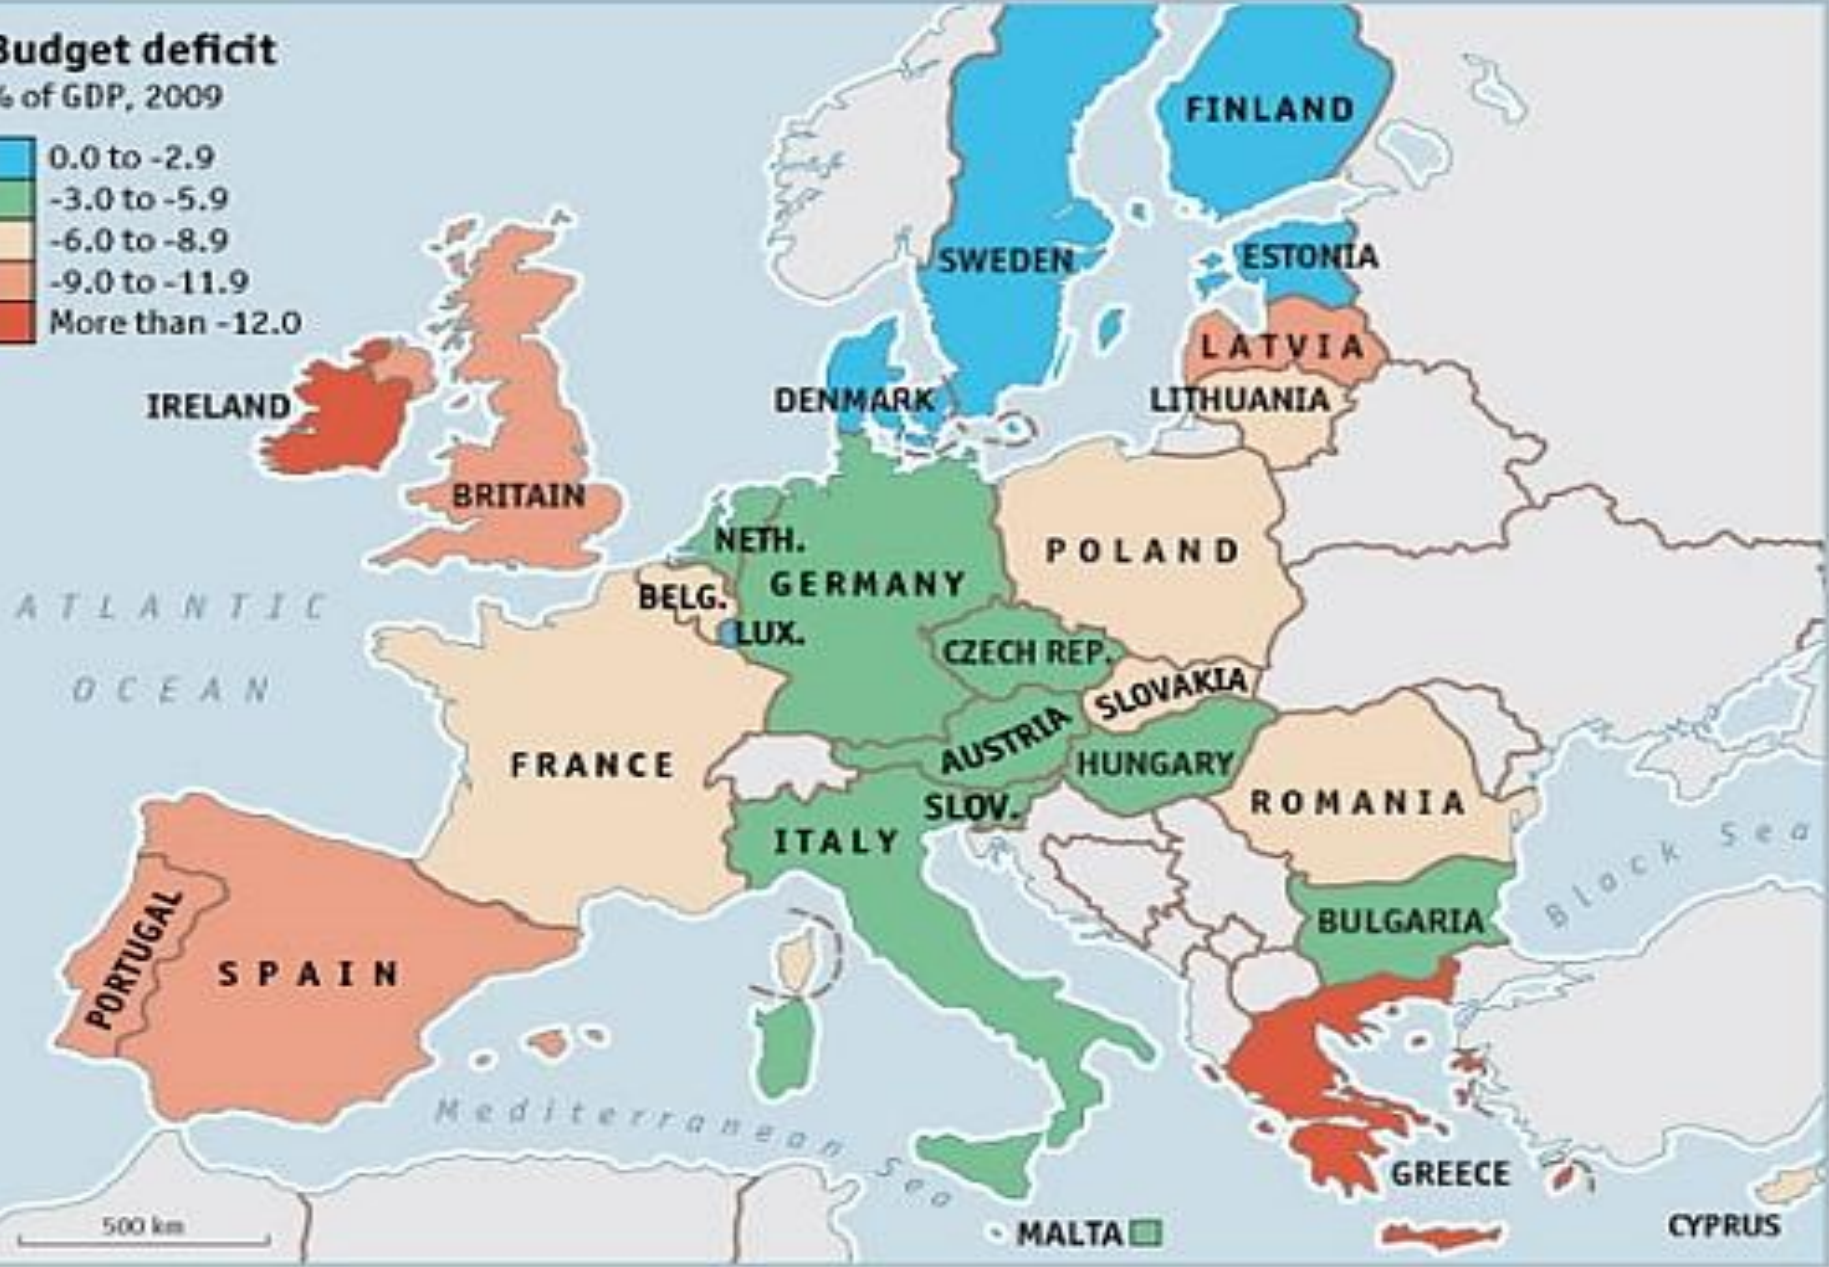 Budget deficit
% of GDP, 2009
0.0 to -2.9
-3.0 to -5.9
-6.0 to -8.9
-9.0 to -11.9
More than -12.0
FINLAND
SWEDEN
ESTONIA
LATVIA
LITHUANIA
DENMARK
IRELAND
BRITAIN
NETH.
GERMANY
POLAND
BELG.
LUX.
CZECH REP.
SLOVAKIA
ATLANTIC
OCEAN
AUSTRIA
HUNGARY
FRANCE
SLOV.
ROMANIA
ITALY
Black Sea
BULGARIA
PORTUGAL
SPAIN
Mediterranean Sea
GREECE
MALTA
CYPRUS
500 km